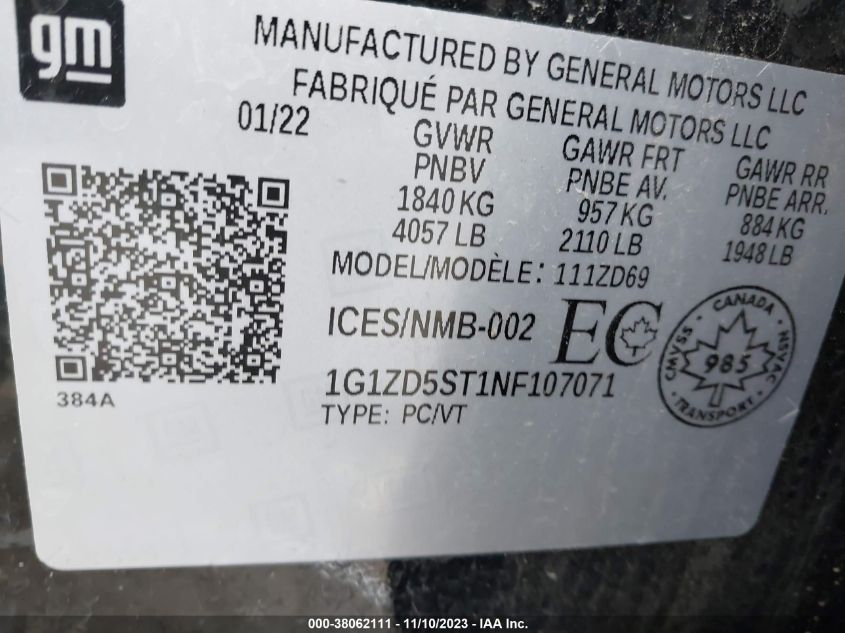 gm
MANUFACTURED BY GENERAL MOTORS LLC
FABRIQUÉ PAR GENERAL MOTORS LLC
01/22
GVWR GAWR FRT GAWR RR
PNBV PNBE AV. PNBE ARR.
1840 KG 957 KG 884 KG
4057 LB 2110 LB 1948 LB
MODEL/MODÈLE: 111ZD69
ICES/NMB-002 EC
CANADA
CMVSS 985 NSVAC
TRANSPORT
1G1ZD5ST1NF107071
384A
TYPE: PC/VT
000-38062111 - 11/10/2023 - IAA Inc.